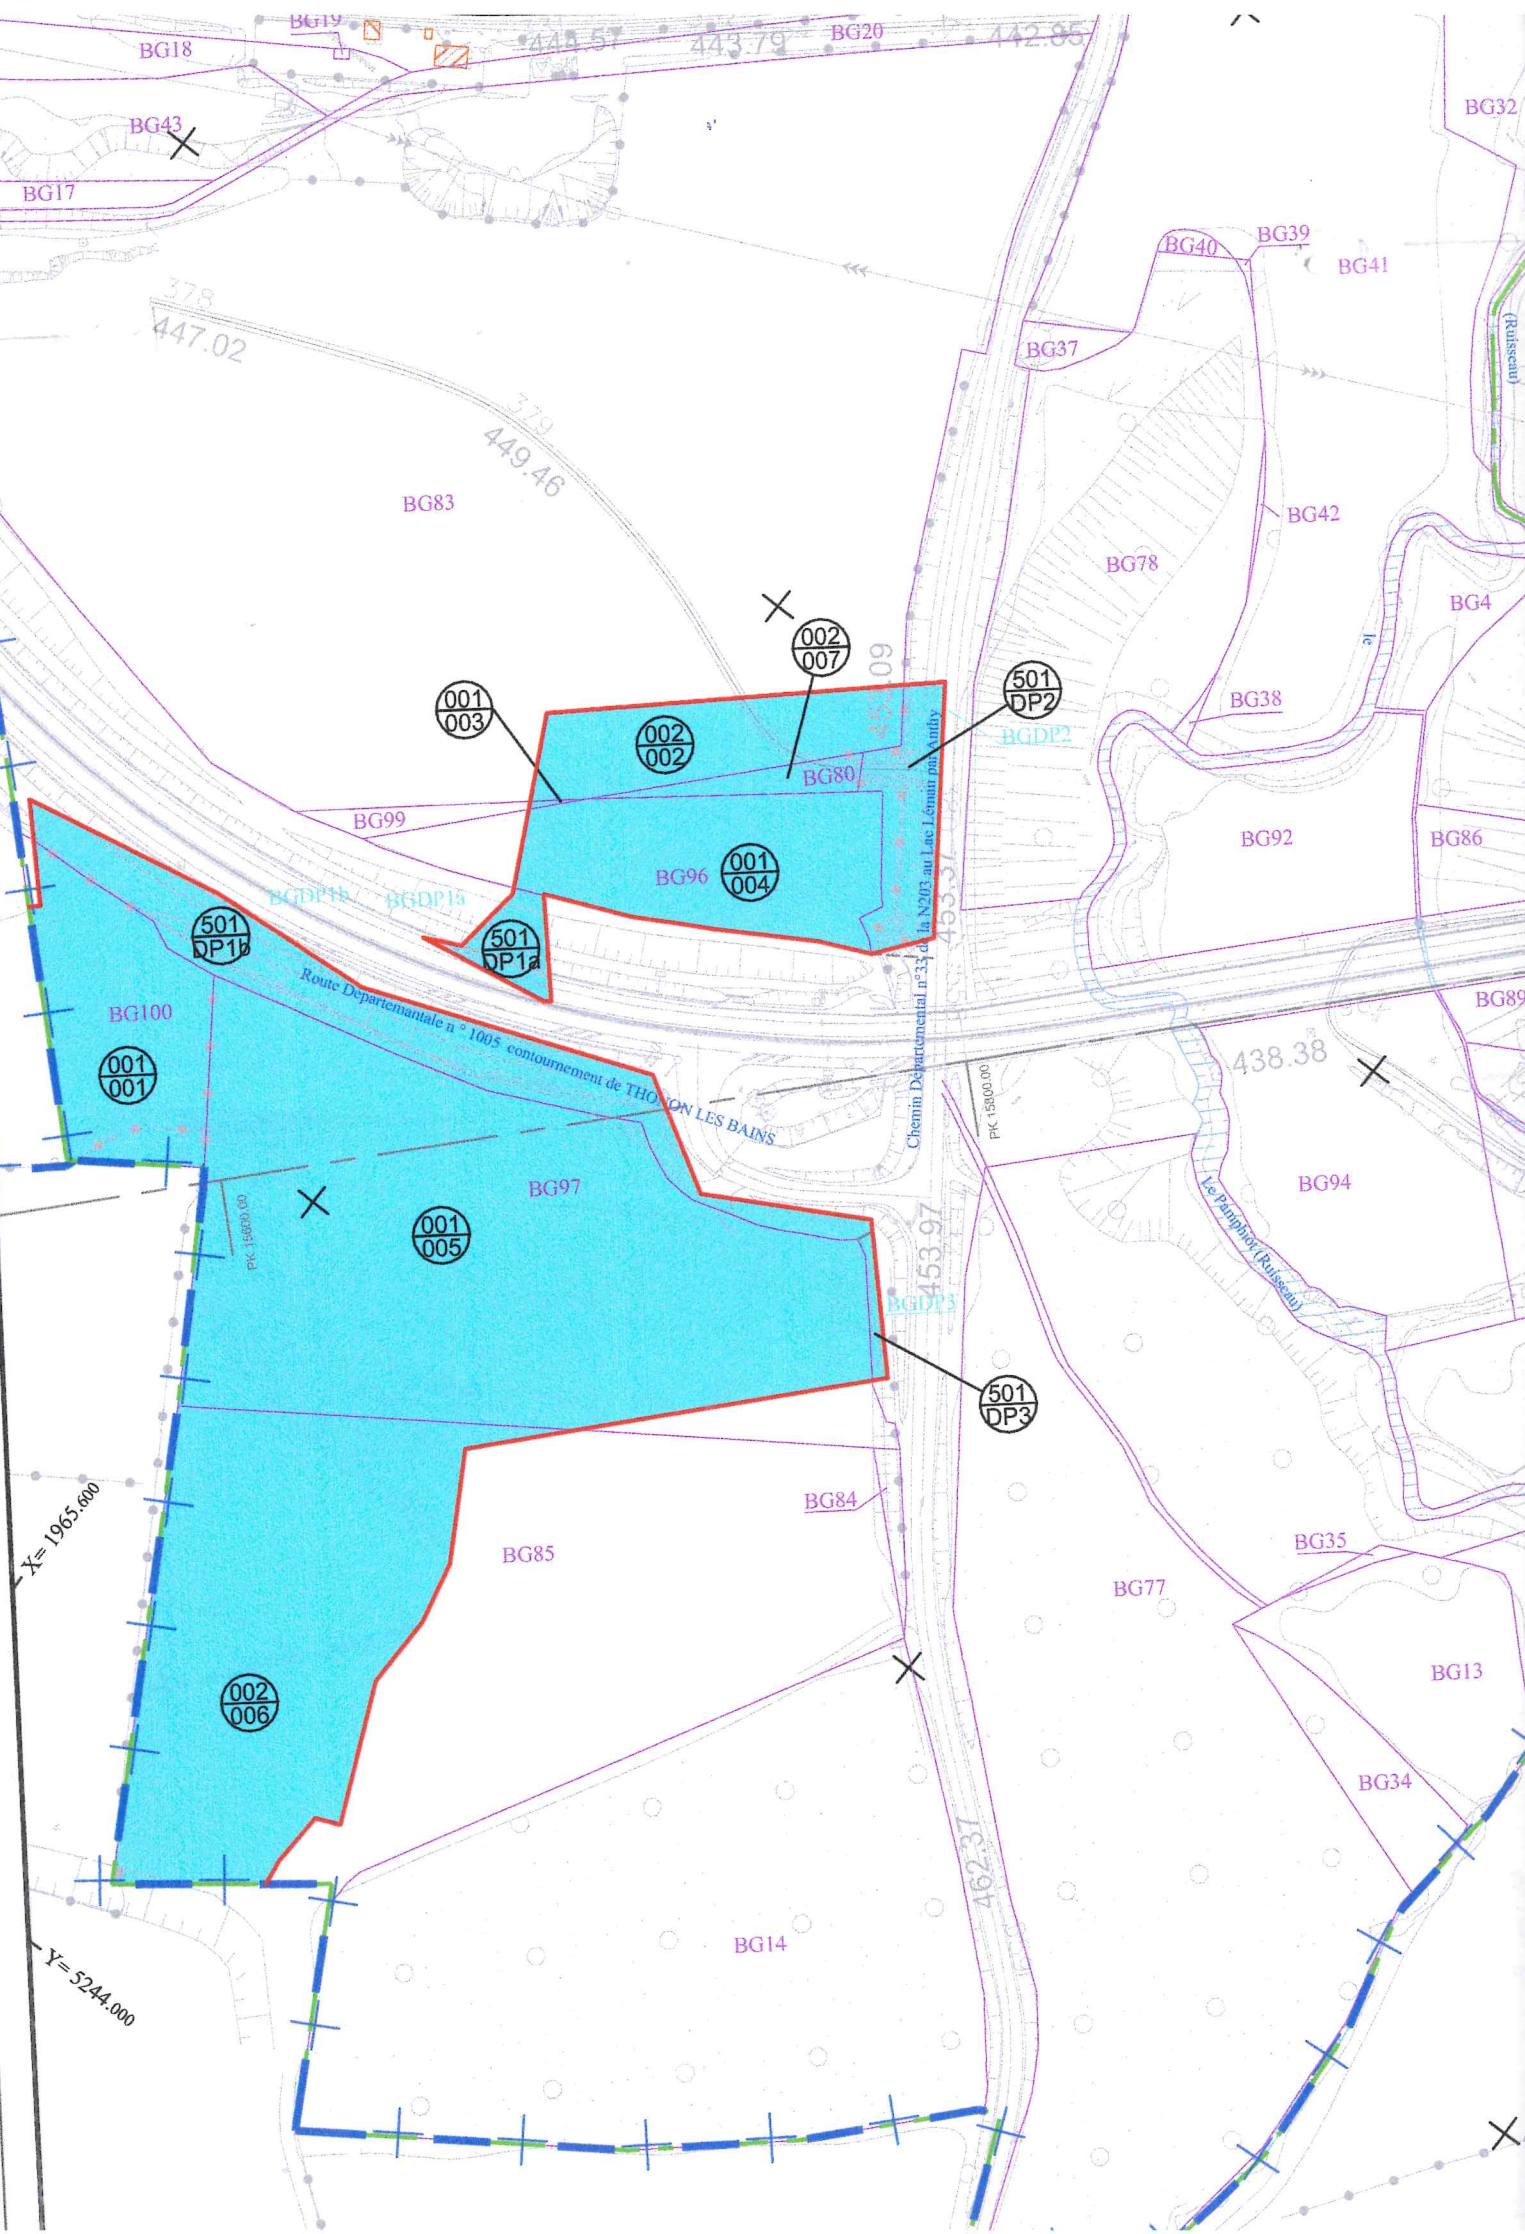 BG19
BG18
444.57
443.79
BG20
442.85
BG32
BG43
BG17
BG40
BG39
BG41
378
447.02
(Ruisseau)
BG37
379
449.46
BG83
BG42
BG78
BG4
le
002
007
001
003
501
DP2
BG38
002
002
BGDP2
BG80
BG99
BG92
BG86
BG96
001
004
BGDP1b
BGDP1a
501
DP1b
501
DP1a
453.37
Chemin Départemental n°33 de la N203 au Lac Léman par Anthy
Route Departemantale n ° 1005 contournement de THONON LES BAINS
BG100
BG89
001
001
438.38
PK 15800.00
BG97
BG94
Le Pamphiot (Ruisseau)
PK 15600.00
001
005
453.97
BGDP3
501
DP3
X= 1965.600
BG84
BG85
BG35
BG77
BG13
002
006
BG34
462.37
BG14
Y= 5244.000